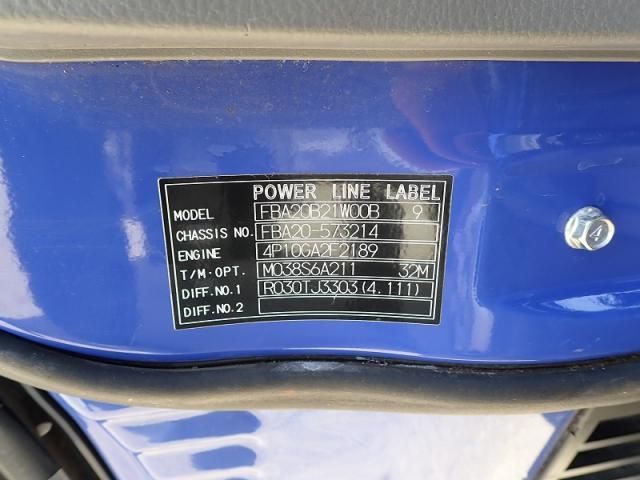 POWER LINE LABEL
MODEL FBA20B21W00B 9
CHASSIS NO. FBA20-573214
ENGINE 4P10GA2F2189
T/M·OPT. M038S6A211 32M
DIFF.NO.1 R030TJ3303(4.111)
DIFF.NO.2
4